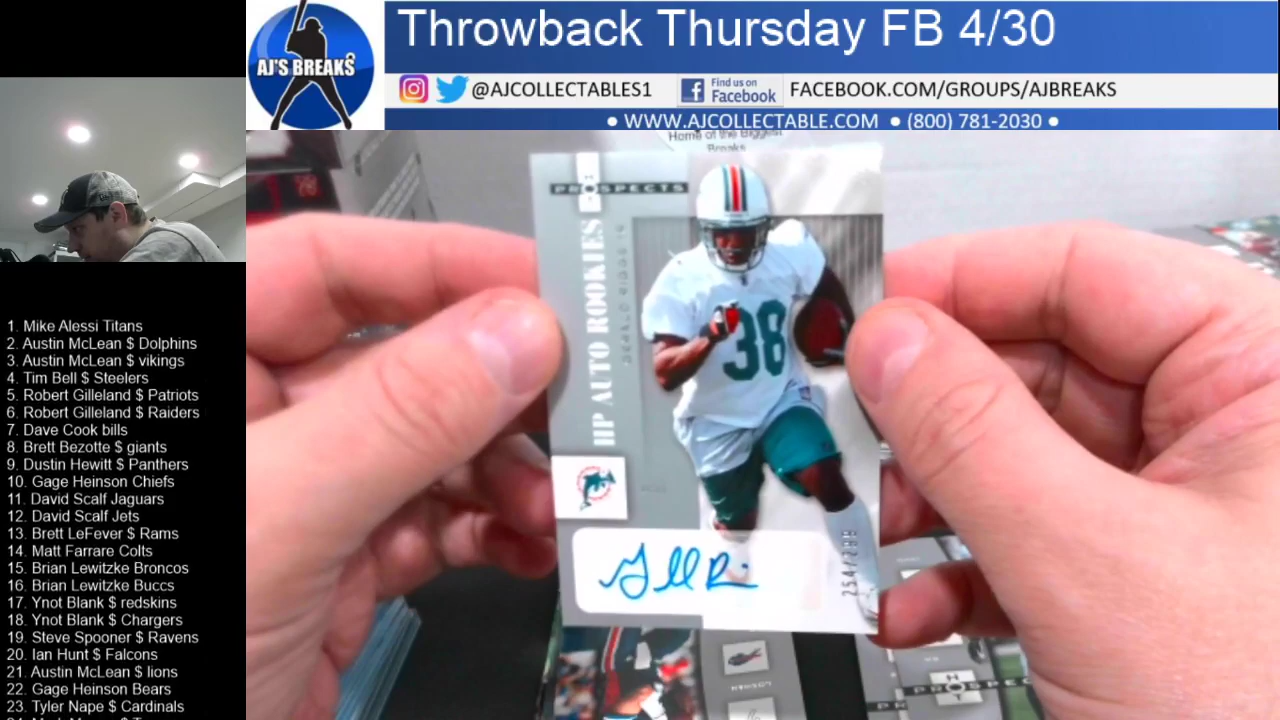 Throwback Thursday FB 4/30
AJ'S BREAKS
@AJCOLLECTABLES1
Find us on
Facebook
FACEBOOK.COM/GROUPS/AJBREAKS
• WWW.AJCOLLECTABLE.COM • (800) 781-2030 •
Home of the Biggest
Breaks
PROSPECTS
HP AUTO ROOKIES
38
1. Mike Alessi Titans
2. Austin McLean $ Dolphins
3. Austin McLean $ vikings
4. Tim Bell $ Steelers
5. Robert Gilleland $ Patriots
6. Robert Gilleland $ Raiders
7. Dave Cook bills
8. Brett Bezotte $ giants
9. Dustin Hewitt $ Panthers
10. Gage Heinson Chiefs
11. David Scalf Jaguars
12. David Scalf Jets
13. Brett LeFever $ Rams
14. Matt Farrare Colts
15. Brian Lewitzke Broncos
16. Brian Lewitzke Buccs
17. Ynot Blank $ redskins
18. Ynot Blank $ Chargers
19. Steve Spooner $ Ravens
20. Ian Hunt $ Falcons
21. Austin McLean $ lions
22. Gage Heinson Bears
23. Tyler Nape $ Cardinals